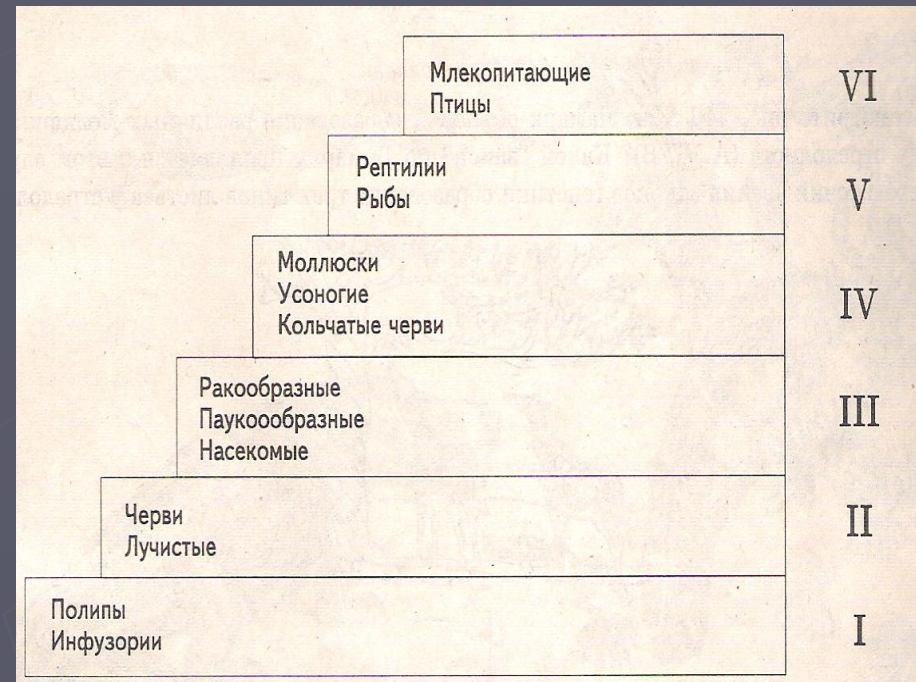 Млекопитающие
Птицы
VI
Рептилии
Рыбы
V
Моллюски
Усоногие
Кольчатые черви
IV
Ракообразные
Паукоообразные
Насекомые
III
Черви
Лучистые
II
Полипы
Инфузории
I